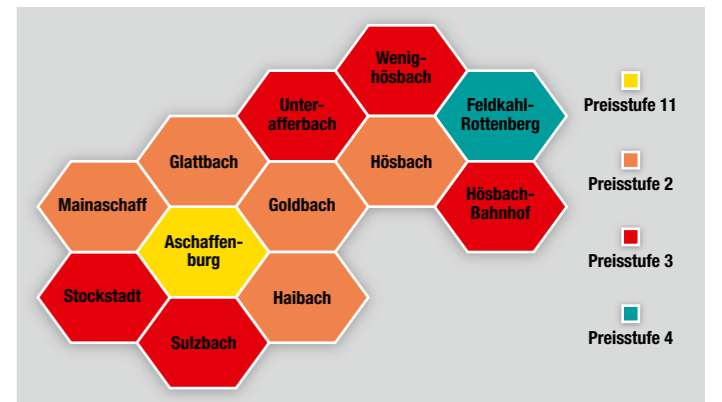 Wenig-
hösbach
Unter-
afferbach
Feldkahl-
Rottenberg
Glattbach
Hösbach
Mainaschaff
Goldbach
Hösbach-
Bahnhof
Aschaffen-
burg
Stockstadt
Haibach
Sulzbach
Preisstufe 11
Preisstufe 2
Preisstufe 3
Preisstufe 4